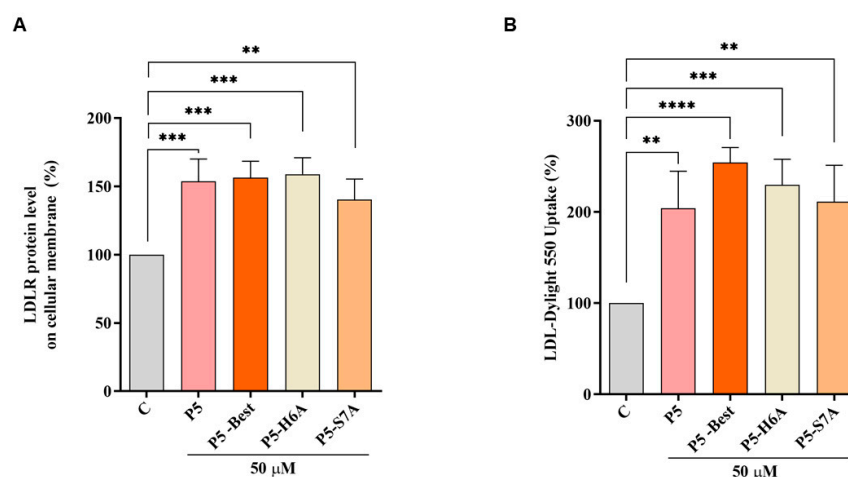 A
**
***
***
***
LDLR protein level
on cellular membrane (%)
200
150
100
50
0
C
P5
P5 -Best
P5-H6A
P5-S7A
50 μM
B
**
***
****
**
LDL-Dylight 550 Uptake (%)
300
200
100
0
C
P5
P5 -Best
P5-H6A
P5-S7A
50 μM